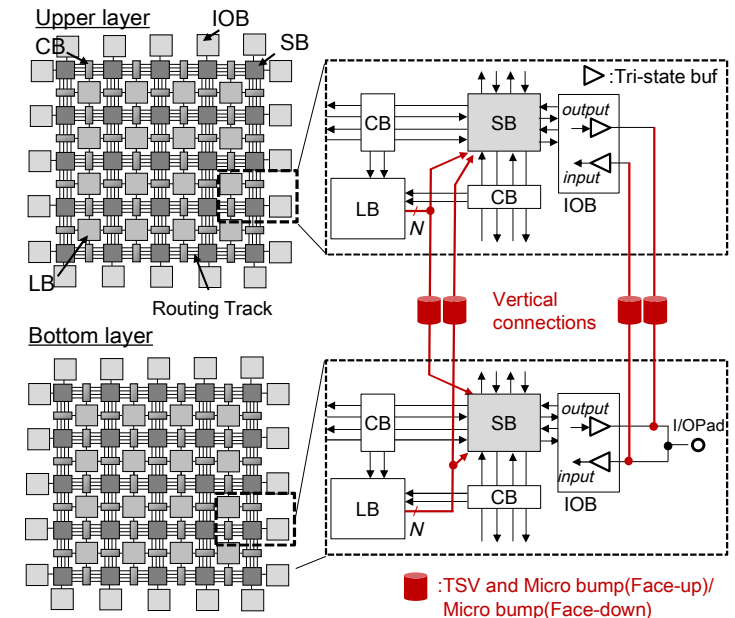 Upper layer
IOB
CB
SB
LB
Routing Track
:Tri-state buf
CB
SB
output
input
IOB
LB
N
CB
Vertical
connections
Bottom layer
CB
SB
output
input
IOB
I/OPad
LB
N
CB
:TSV and Micro bump(Face-up)/
Micro bump(Face-down)